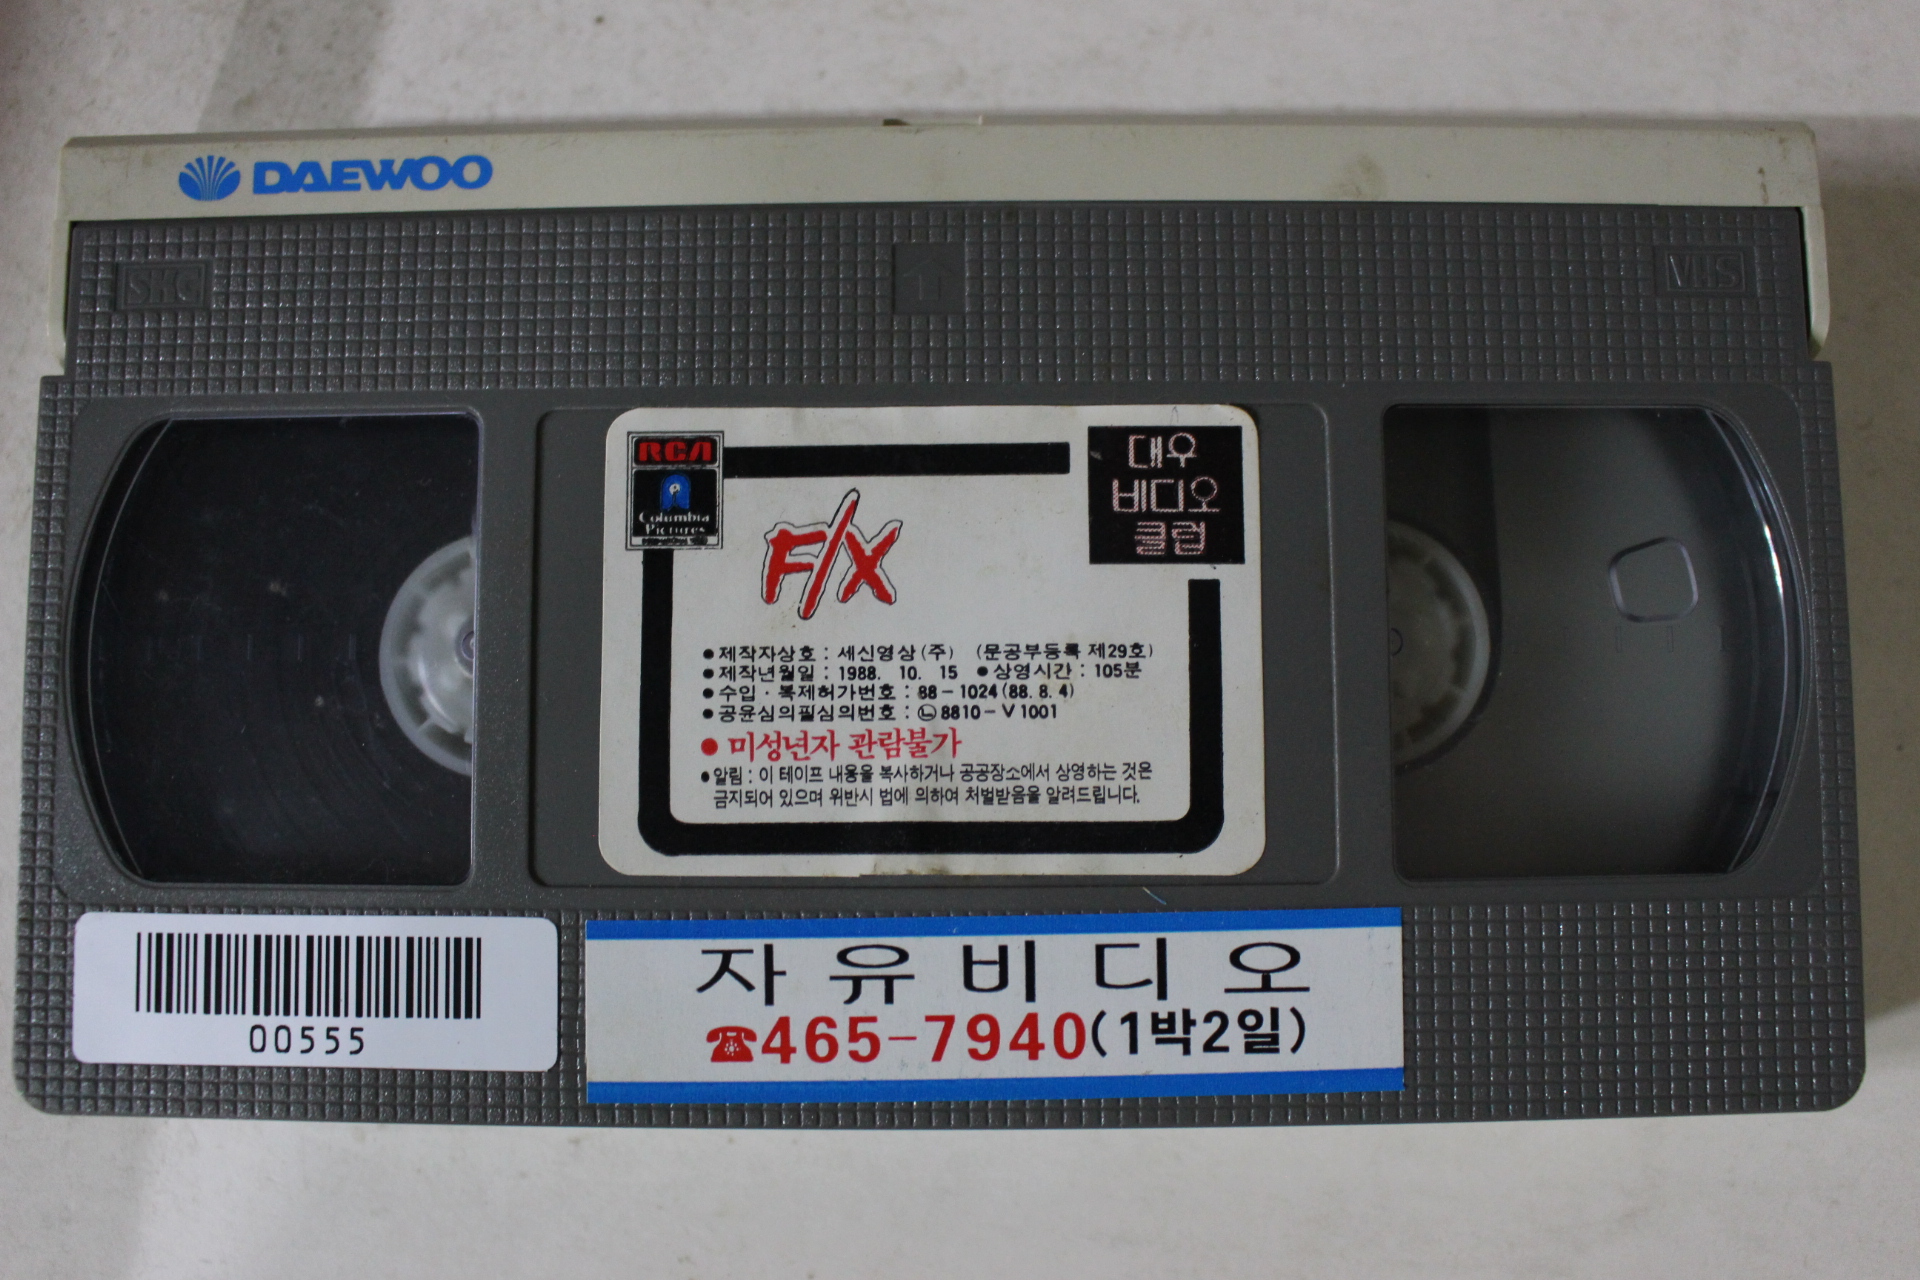 DAEWOO
SKC
VHS
RCA
Columbia
Pictures
대우
비디오
클럽
F/X
● 제작자상호 : 세신영상(주) (문공부등록 제29호)
● 제작년월일 : 1988. 10. 15 ● 상영시간 : 105분
● 수입 · 복제허가번호 : 88-1024(88. 8. 4)
● 공윤심의필심의번호 : ㉡8810-V1001
● 미성년자 관람불가
● 알림 : 이 테이프 내용을 복사하거나 공공장소에서 상영하는 것은
금지되어 있으며 위반시 법에 의하여 처벌받음을 알려드립니다.
00555
자유비디오
☎465-7940(1박2일)